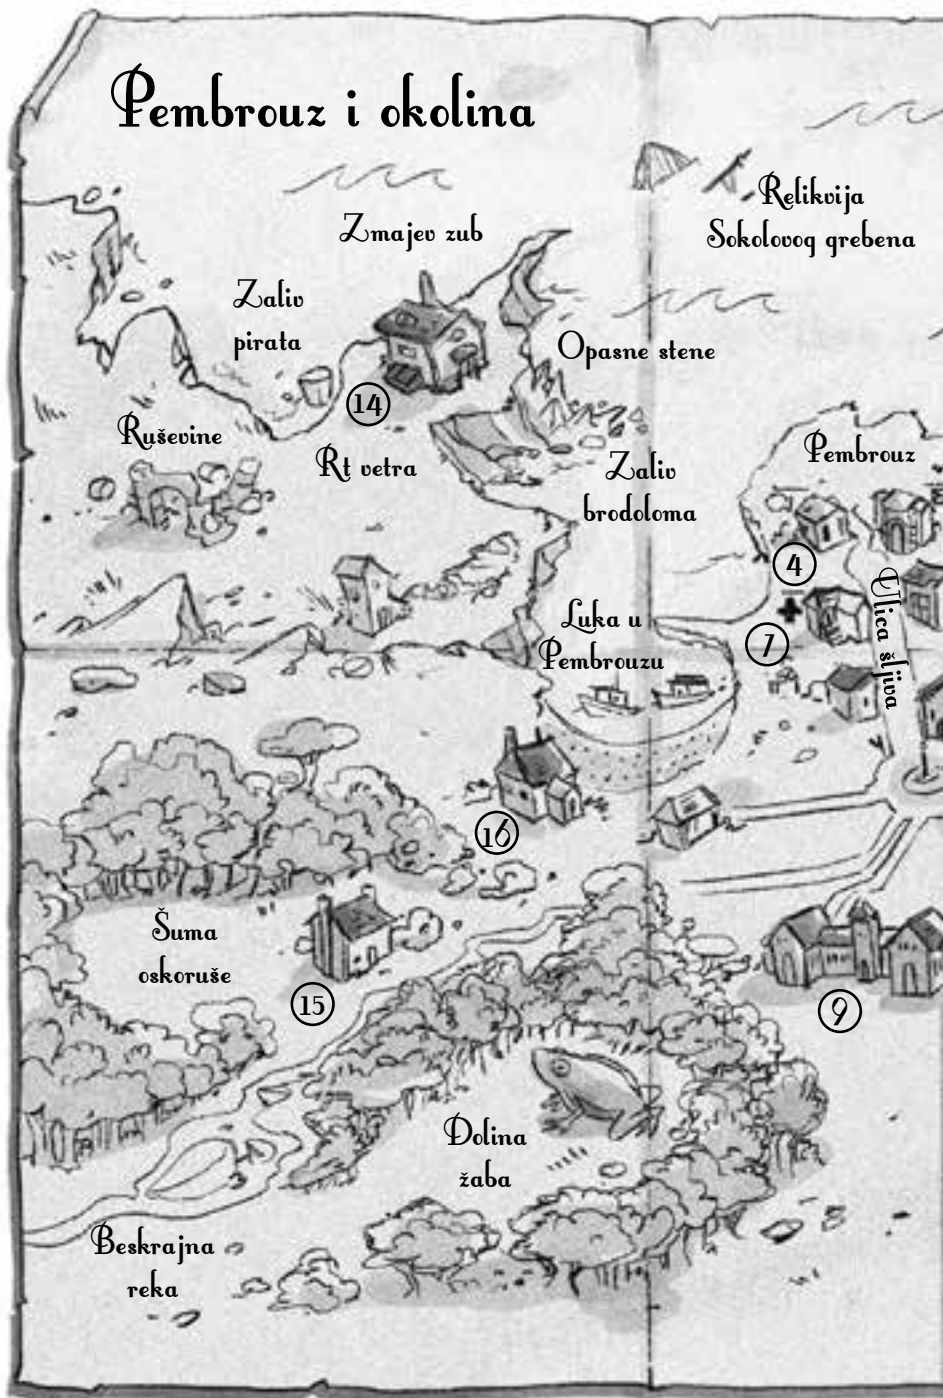 Pembrouz i okolina
Relikvija
Sokolovog grebena
Zmajev zub
Zaliv
pirata
Opasne stene
14
Ruševine
Rt vetra
Zaliv
brodoloma
Pembrouz
4
Ulica šljiva
Luka u
Pembrouzu
7
16
Šuma
oskoruše
15
9
Dolina
žaba
Beskrajna
reka